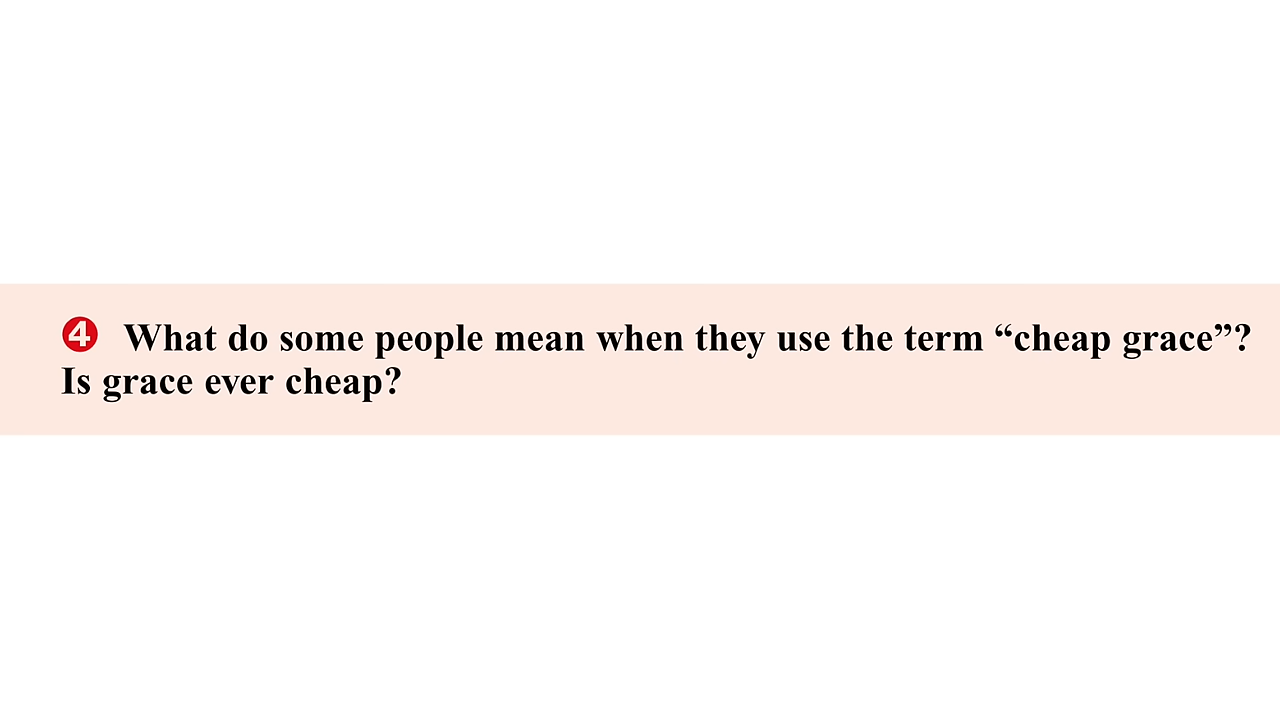 ❹ What do some people mean when they use the term “cheap grace”?
Is grace ever cheap?